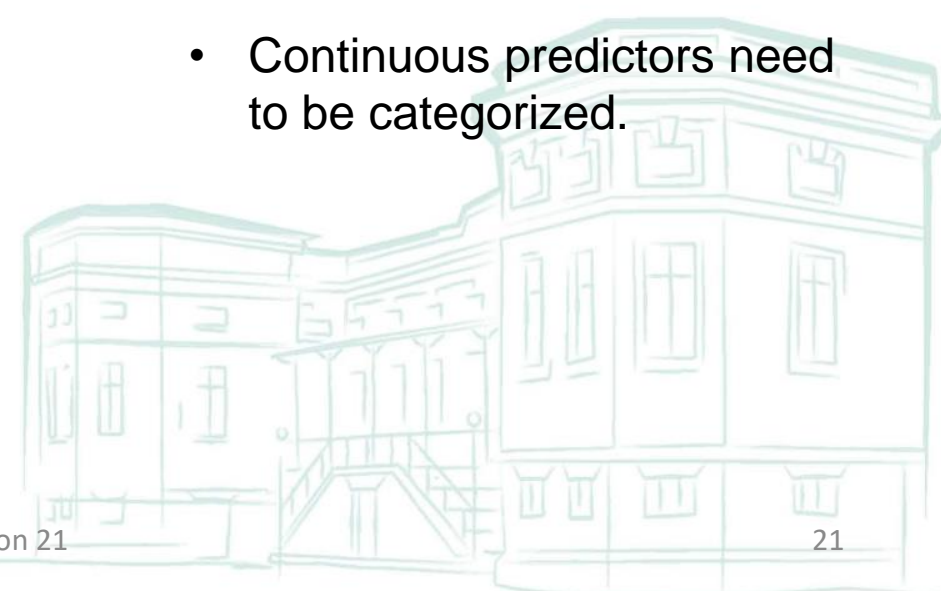 • Continuous predictors need
to be categorized.
on 21
21